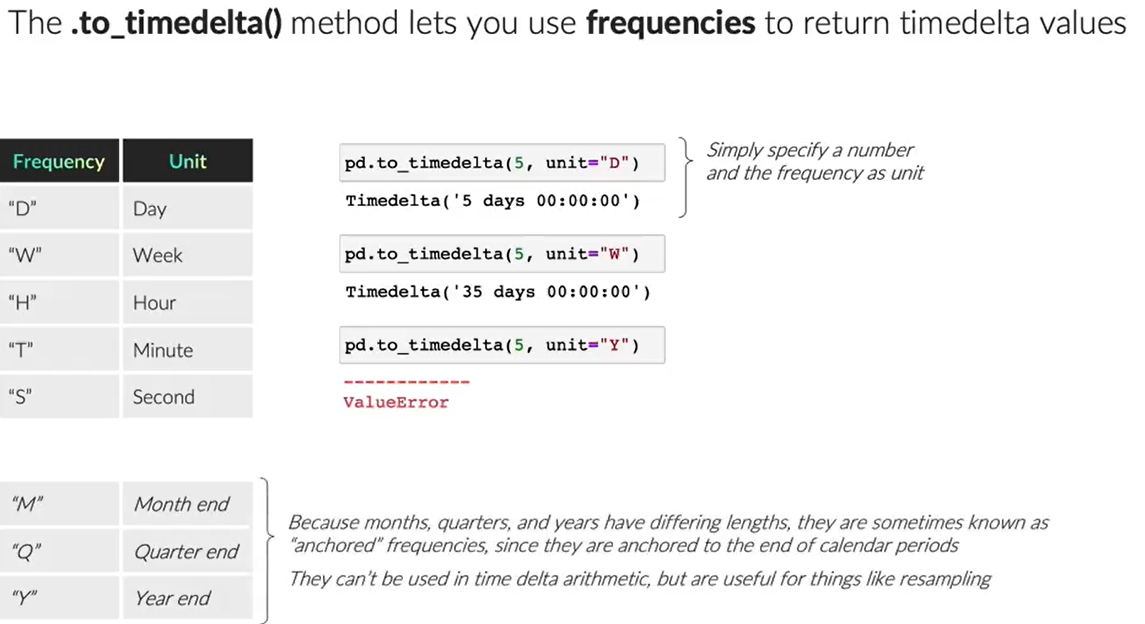 The .to_timedelta() method lets you use frequencies to return timedelta values
Frequency Unit
“D” Day
“W” Week
“H” Hour
“T” Minute
“S” Second
pd.to_timedelta(5, unit="D")
Timedelta('5 days 00:00:00')
pd.to_timedelta(5, unit="W")
Timedelta('35 days 00:00:00')
pd.to_timedelta(5, unit="Y")
------------
ValueError
Simply specify a number
and the frequency as unit
“M” Month end
“Q” Quarter end
“Y” Year end
Because months, quarters, and years have differing lengths, they are sometimes known as
“anchored” frequencies, since they are anchored to the end of calendar periods
They can’t be used in time delta arithmetic, but are useful for things like resampling